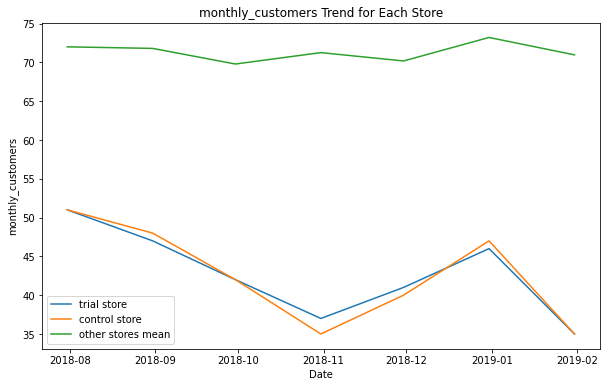 monthly_customers Trend for Each Store
monthly_customers
75
70
65
60
55
50
45
40
35
trial store
control store
other stores mean
2018-08 2018-09 2018-10 2018-11 2018-12 2019-01 2019-02
Date